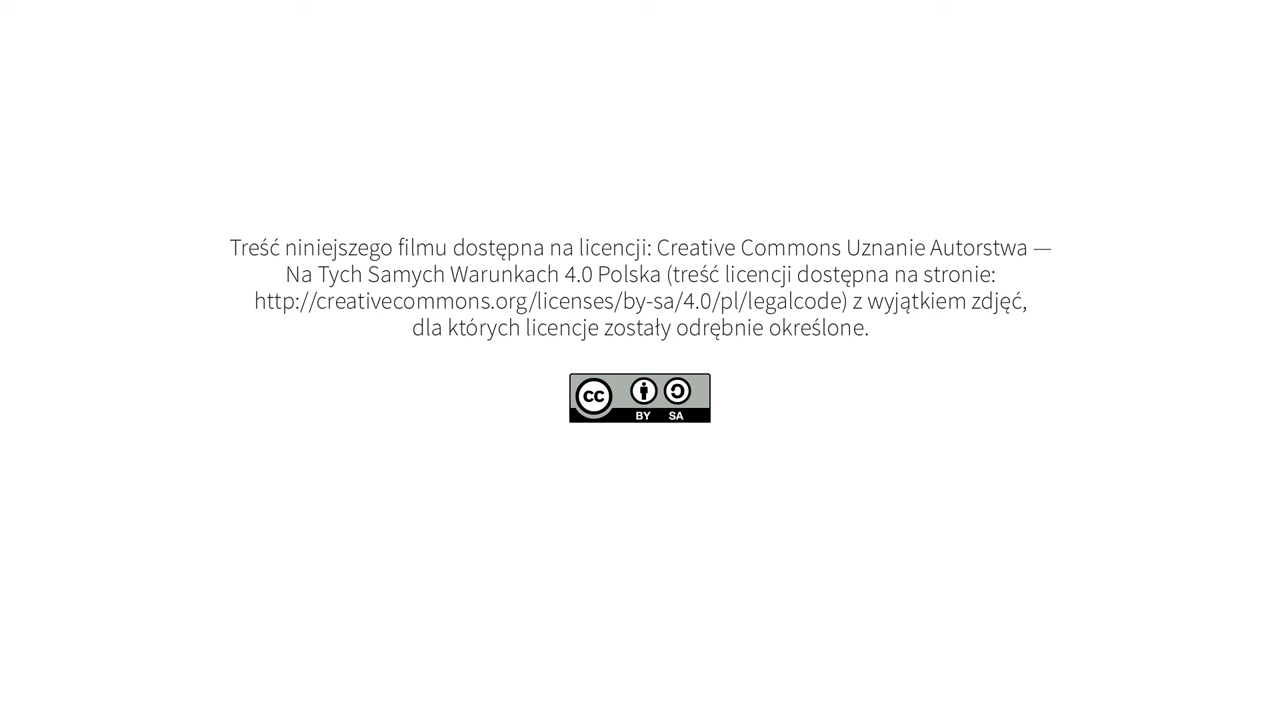 Treść niniejszego filmu dostępna na licencji: Creative Commons Uznanie Autorstwa —
Na Tych Samych Warunkach 4.0 Polska (treść licencji dostępna na stronie:
http://creativecommons.org/licenses/by-sa/4.0/pl/legalcode) z wyjątkiem zdjęć,
dla których licencje zostały odrębnie określone.
cc
BY SA